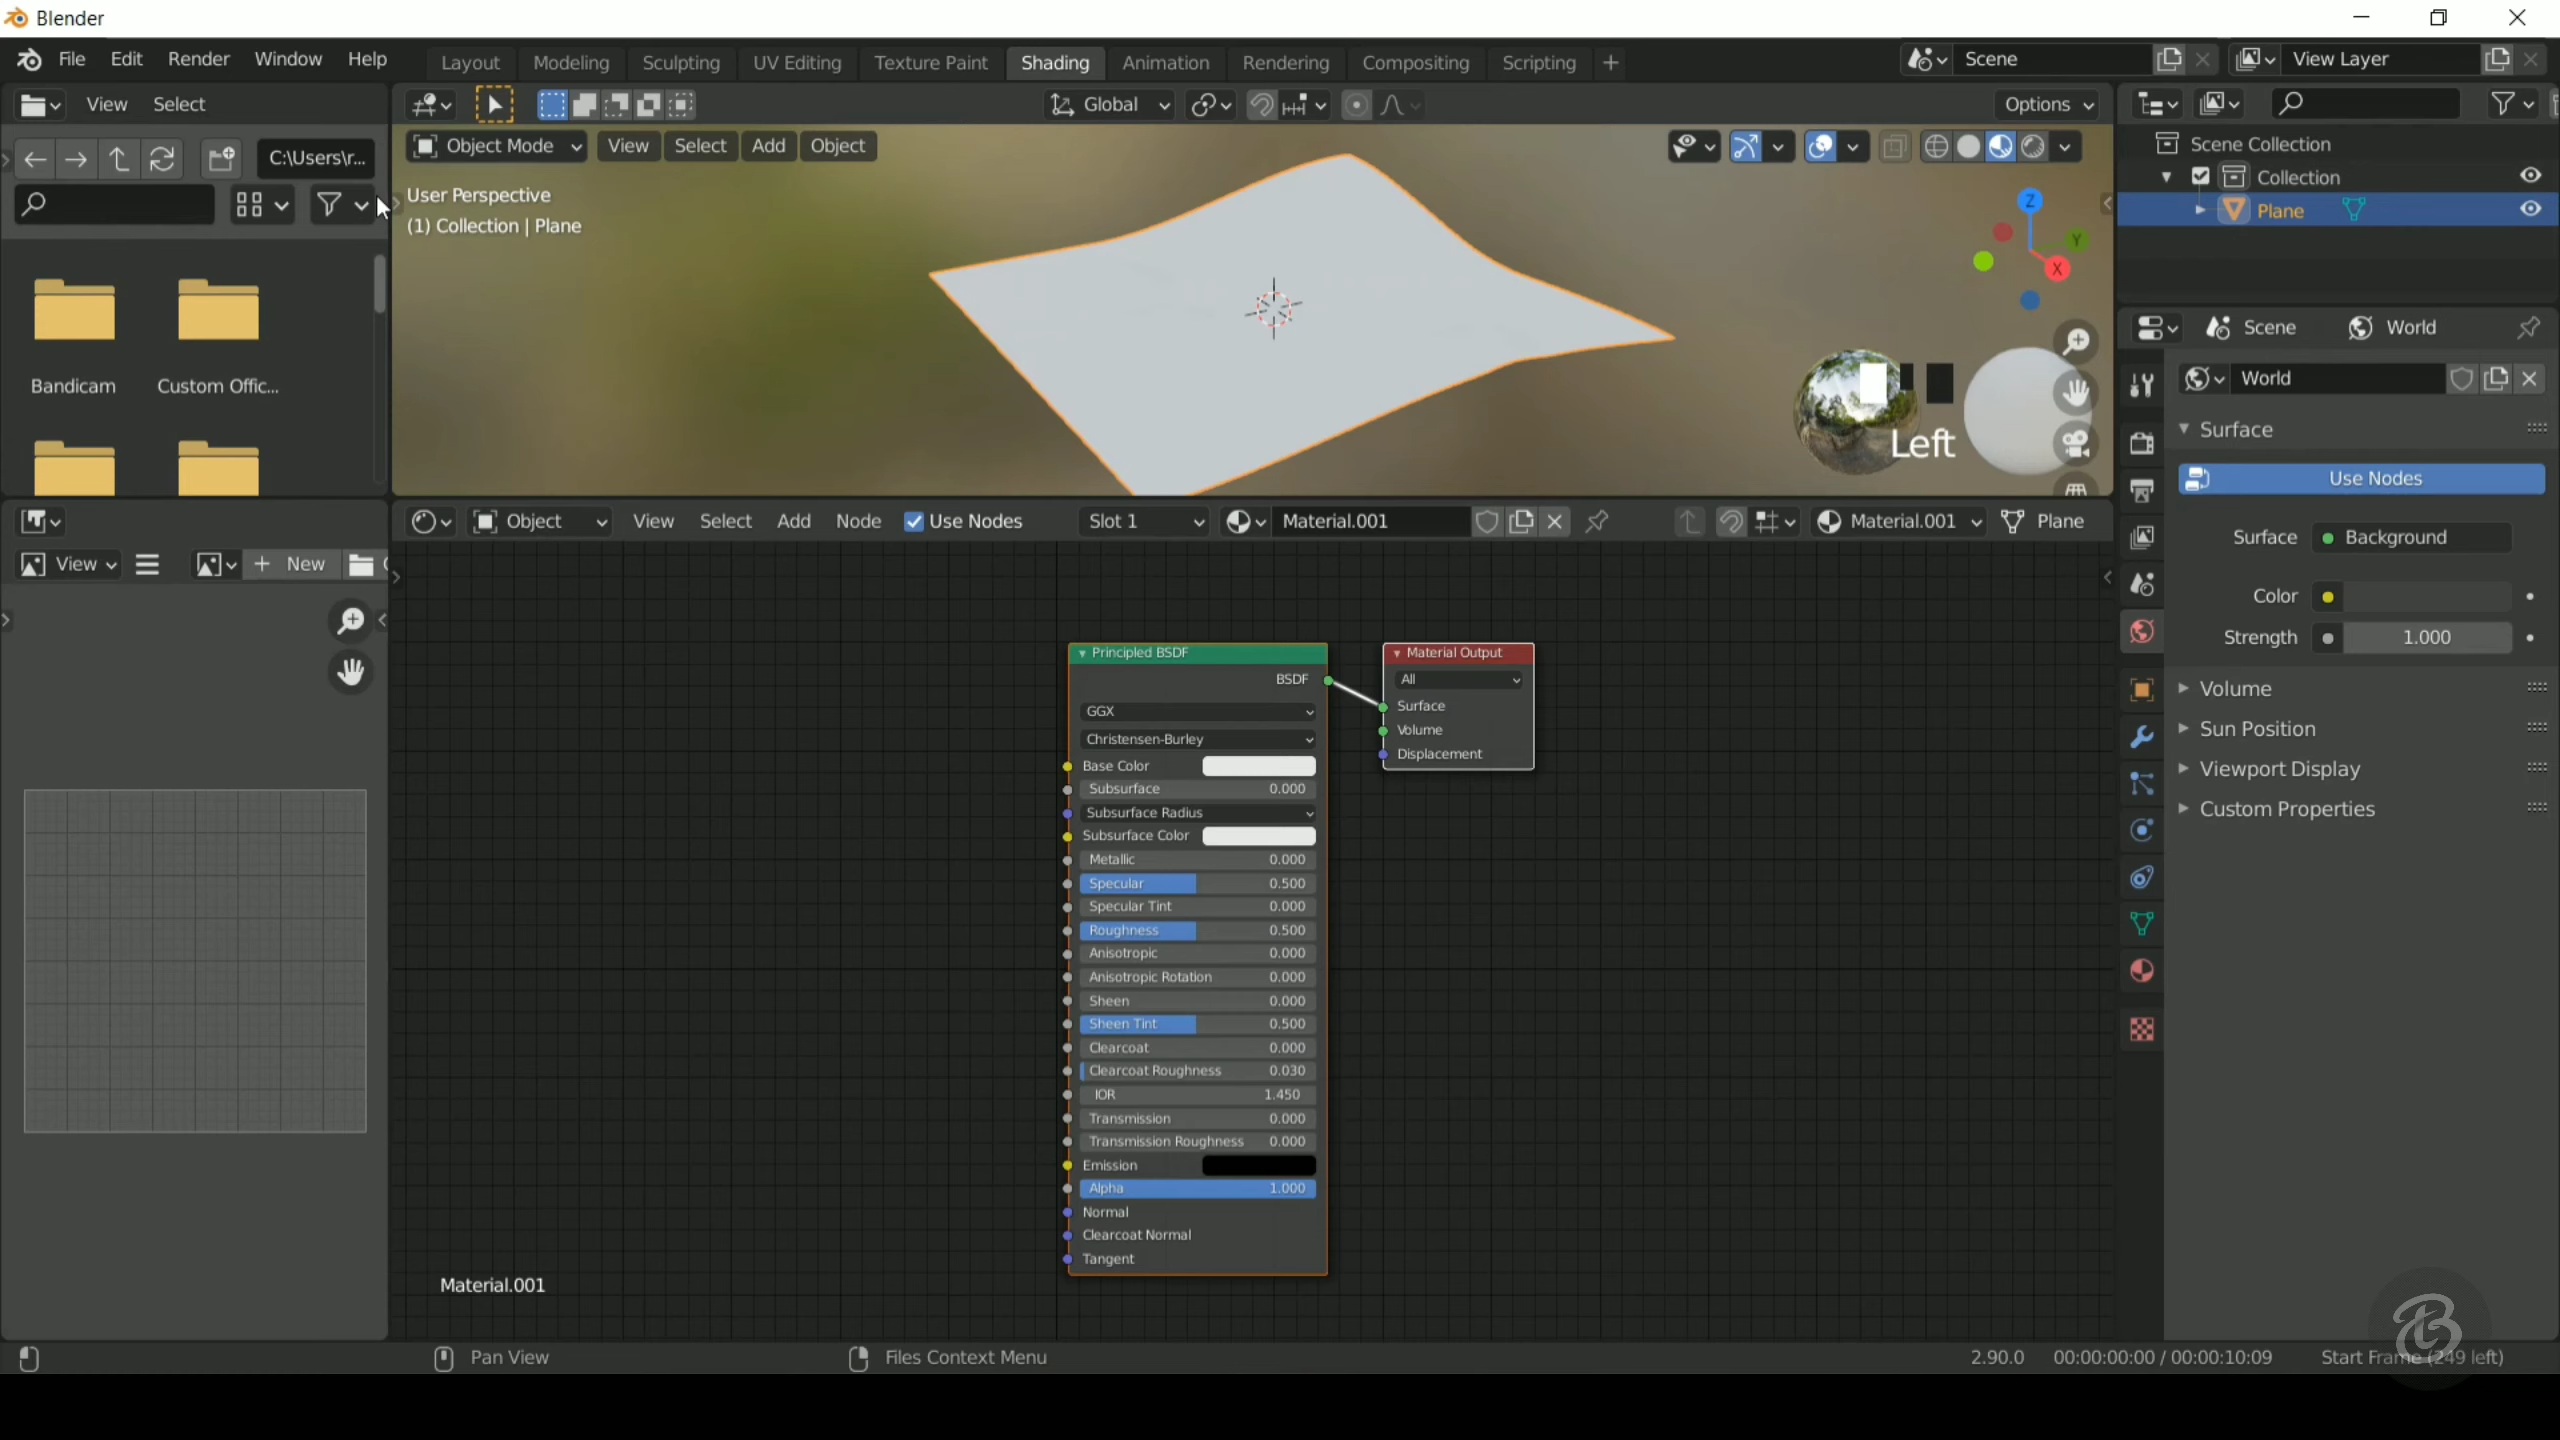 Blender
File Edit Render Window Help Layout Modeling Sculpting UV Editing Texture Paint Shading Animation Rendering Compositing Scripting + Scene View Layer
View Select Global Options
C:\Users\r... Object Mode View Select Add Object Scene Collection
Collection
User Perspective
(1) Collection | Plane
Plane
Z
Y
X
Bandicam Custom Offic...
Left
Scene World
World
Surface
Use Nodes
Surface Background
Color
Strength 1.000
Volume
Sun Position
Viewport Display
Custom Properties
Object View Select Add Node Use Nodes Slot 1 Material.001 Material.001 Plane
View + New
Principled BSDF
BSDF
GGX
Christensen-Burley
Base Color
Subsurface 0.000
Subsurface Radius
Subsurface Color
Metallic 0.000
Specular 0.500
Specular Tint 0.000
Roughness 0.500
Anisotropic 0.000
Anisotropic Rotation 0.000
Sheen 0.000
Sheen Tint 0.500
Clearcoat 0.000
Clearcoat Roughness 0.030
IOR 1.450
Transmission 0.000
Transmission Roughness 0.000
Emission
Alpha 1.000
Normal
Clearcoat Normal
Tangent
Material Output
All
Surface
Volume
Displacement
Material.001
Pan View Files Context Menu 2.90.0 00:00:00:00 / 00:00:10:09 Start Frame (249 left)